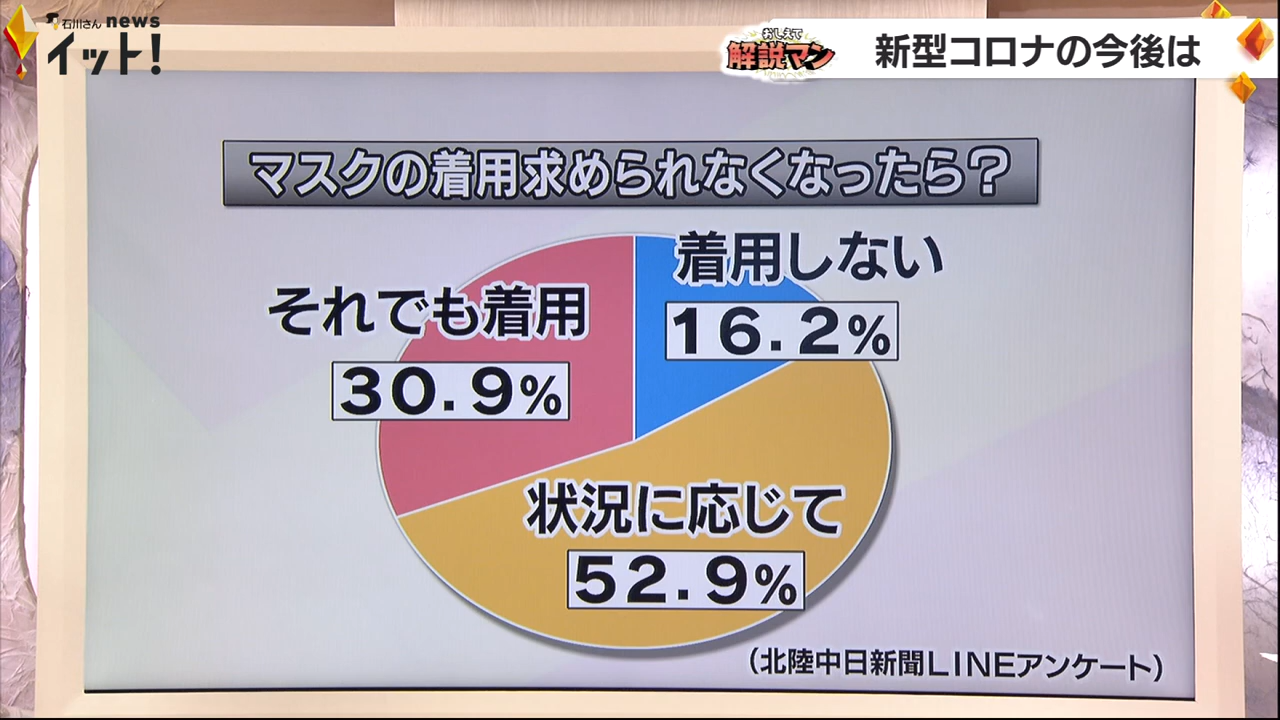 石川さん news
イット!
おしえて
解説マン
新型コロナの今後は
マスクの着用求められなくなったら?
着用しない
16.2%
それでも着用
30.9%
状況に応じて
52.9%
(北陸中日新聞LINEアンケート)